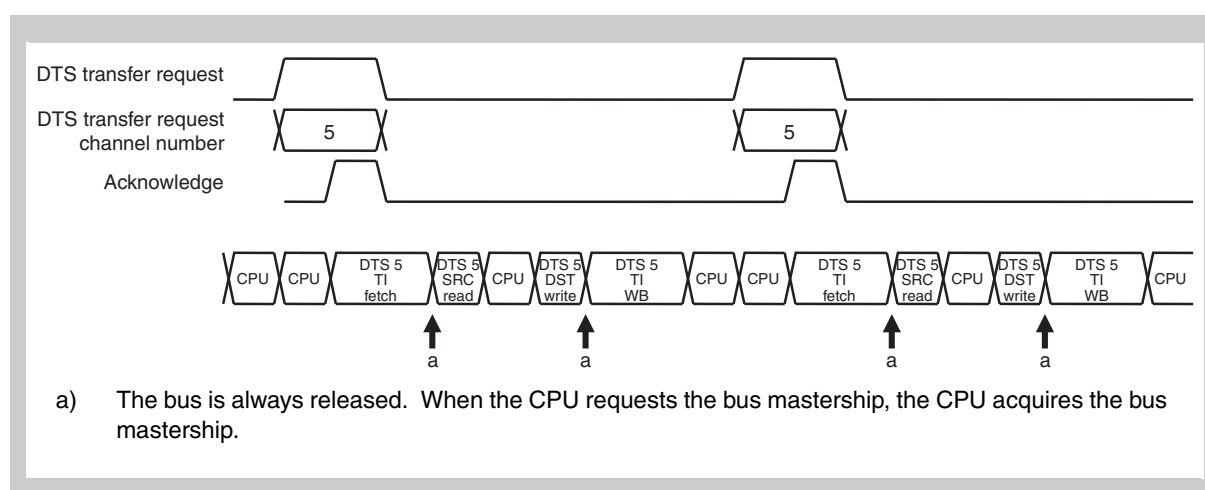 DTS transfer request
DTS transfer request
channel number
5
5
Acknowledge
CPU CPU DTS 5 TI fetch DTS 5 SRC read CPU DTS 5 DST write DTS 5 TI WB CPU CPU DTS 5 TI fetch DTS 5 SRC read CPU DTS 5 DST write DTS 5 TI WB CPU
a a a a
a) The bus is always released. When the CPU requests the bus mastership, the CPU acquires the bus
mastership.